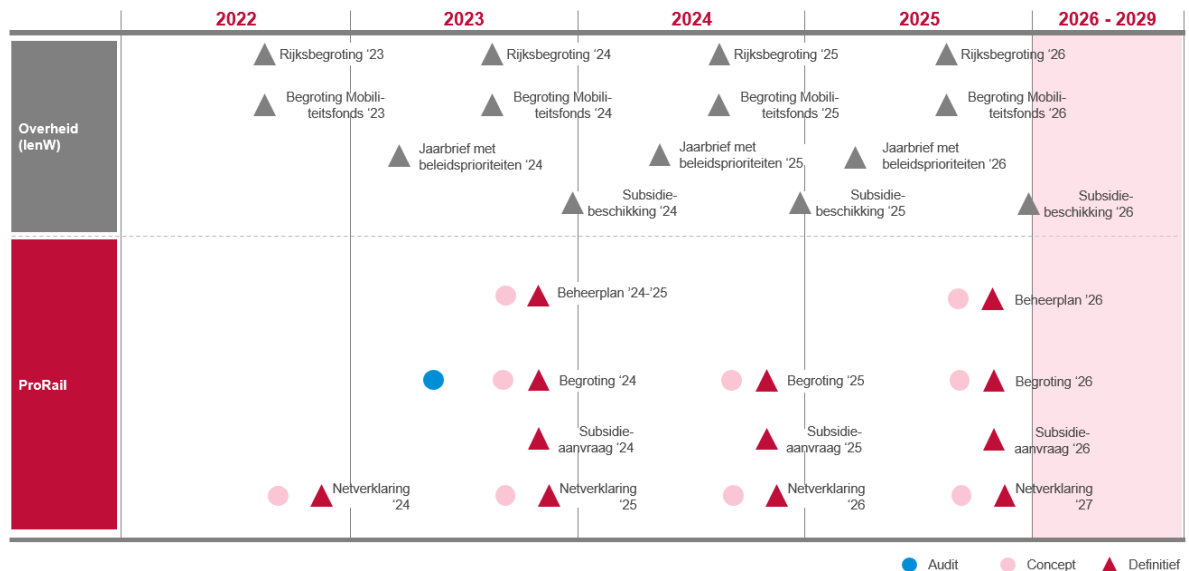 2022
2023
2024
2025
2026 - 2029
Overheid
(IenW)
Rijksbegroting ‘23
Rijksbegroting ‘24
Rijksbegroting ‘25
Rijksbegroting ‘26
Begroting Mobili-
teitsfonds ‘23
Begroting Mobili-
teitsfonds ‘24
Begroting Mobili-
teitsfonds ‘25
Begroting Mobili-
teitsfonds ‘26
Jaarbrief met
beleidsprioriteiten ‘24
Jaarbrief met
beleidsprioriteiten ‘25
Jaarbrief met
beleidsprioriteiten ‘26
Subsidie-
beschikking ‘24
Subsidie-
beschikking ‘25
Subsidie-
beschikking ‘26
ProRail
Beheerplan ’24-’25
Beheerplan ‘26
Begroting ‘24
Begroting ‘25
Begroting ‘26
Subsidie-
aanvraag ‘24
Subsidie-
aanvraag ‘25
Subsidie-
aanvraag ‘26
Netverklaring
‘24
Netverklaring
‘25
Netverklaring
‘26
Netverklaring
‘27
Audit
Concept
Definitief